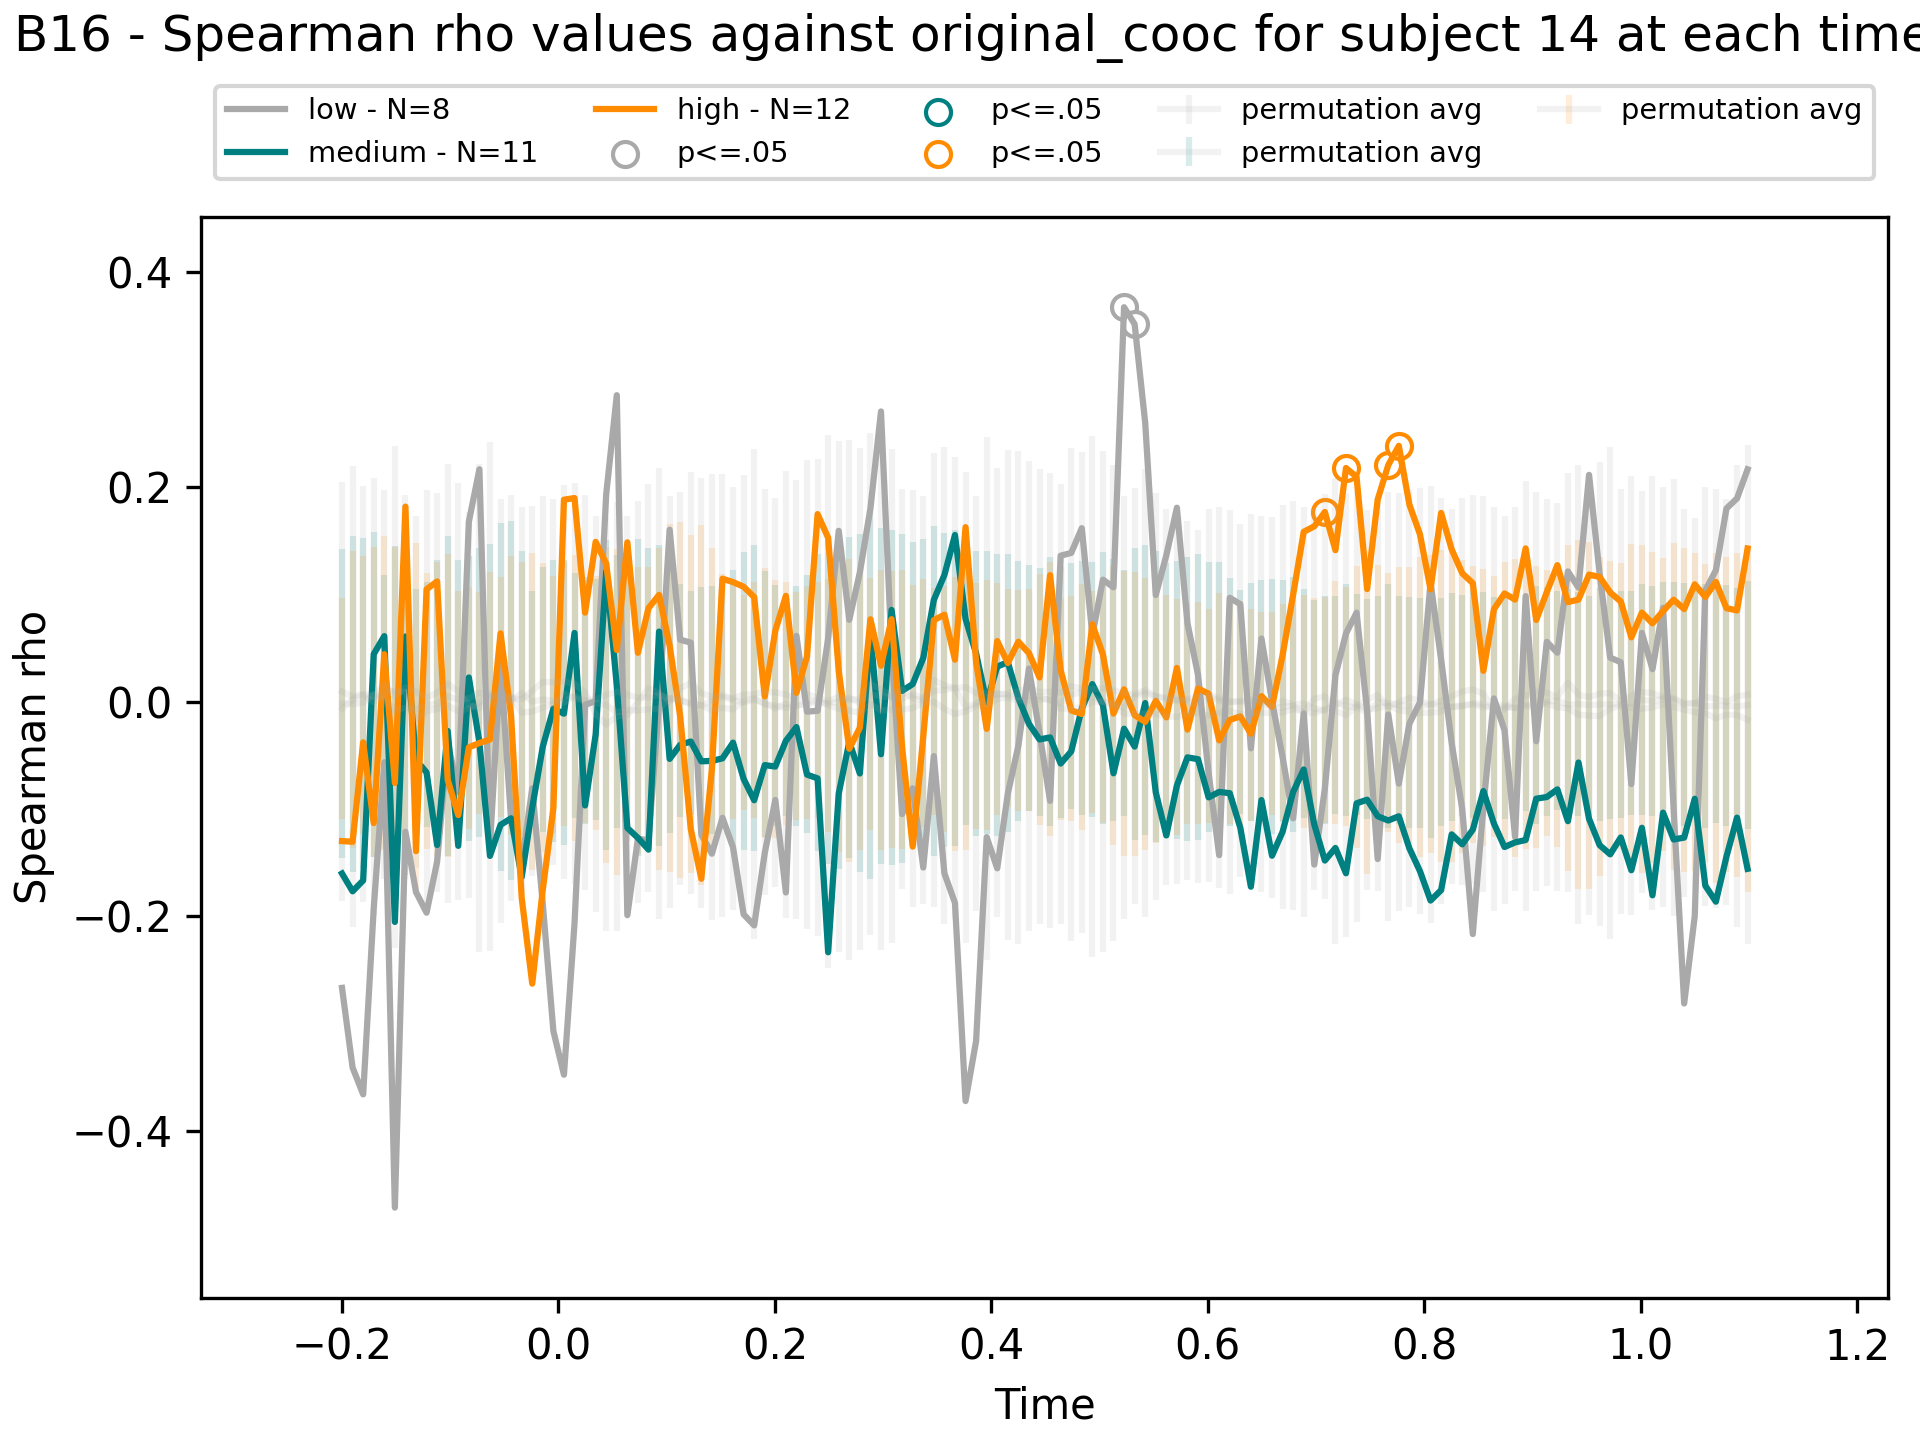 B16 - Spearman rho values against original_cooc for subject 14 at each time
low - N=8
medium - N=11
high - N=12
p<=.05
p<=.05
p<=.05
permutation avg
permutation avg
permutation avg
Spearman rho
0.4
0.2
0.0
−0.2
−0.4
−0.2 0.0 0.2 0.4 0.6 0.8 1.0 1.2
Time